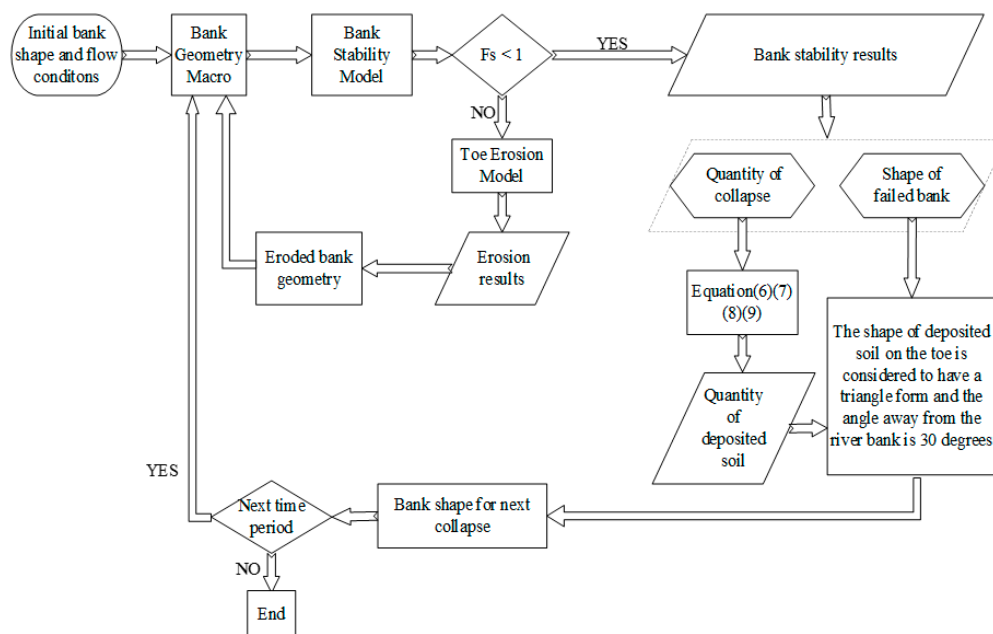 Initial bank
shape and flow
conditons
Bank
Geometry
Macro
Bank
Stability
Model
Fs < 1
YES
Bank stability results
NO
Toe Erosion
Model
Quantity of
collapse
Shape of
failed bank
Eroded bank
geometry
Erosion
results
Equation(6)(7)
(8)(9)
The shape of deposited
soil on the toe is
considered to have a
triangle form and the
angle away from the
river bank is 30 degrees
Quantity
of
deposited
soil
YES
Next time
period
Bank shape for next
collapse
NO
End